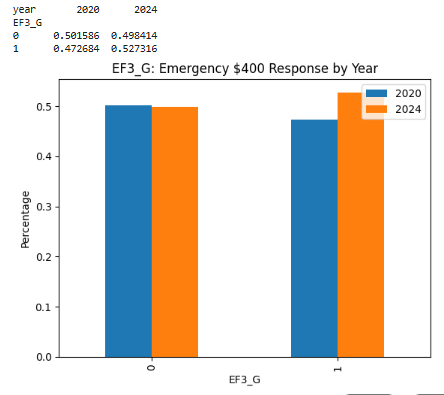 year 2020 2024
EF3_G
0 0.501586 0.498414
1 0.472684 0.527316
EF3_G: Emergency $400 Response by Year
2020
2024
0.5
0.4
0.3
0.2
0.1
0.0
Percentage
0 1
EF3_G